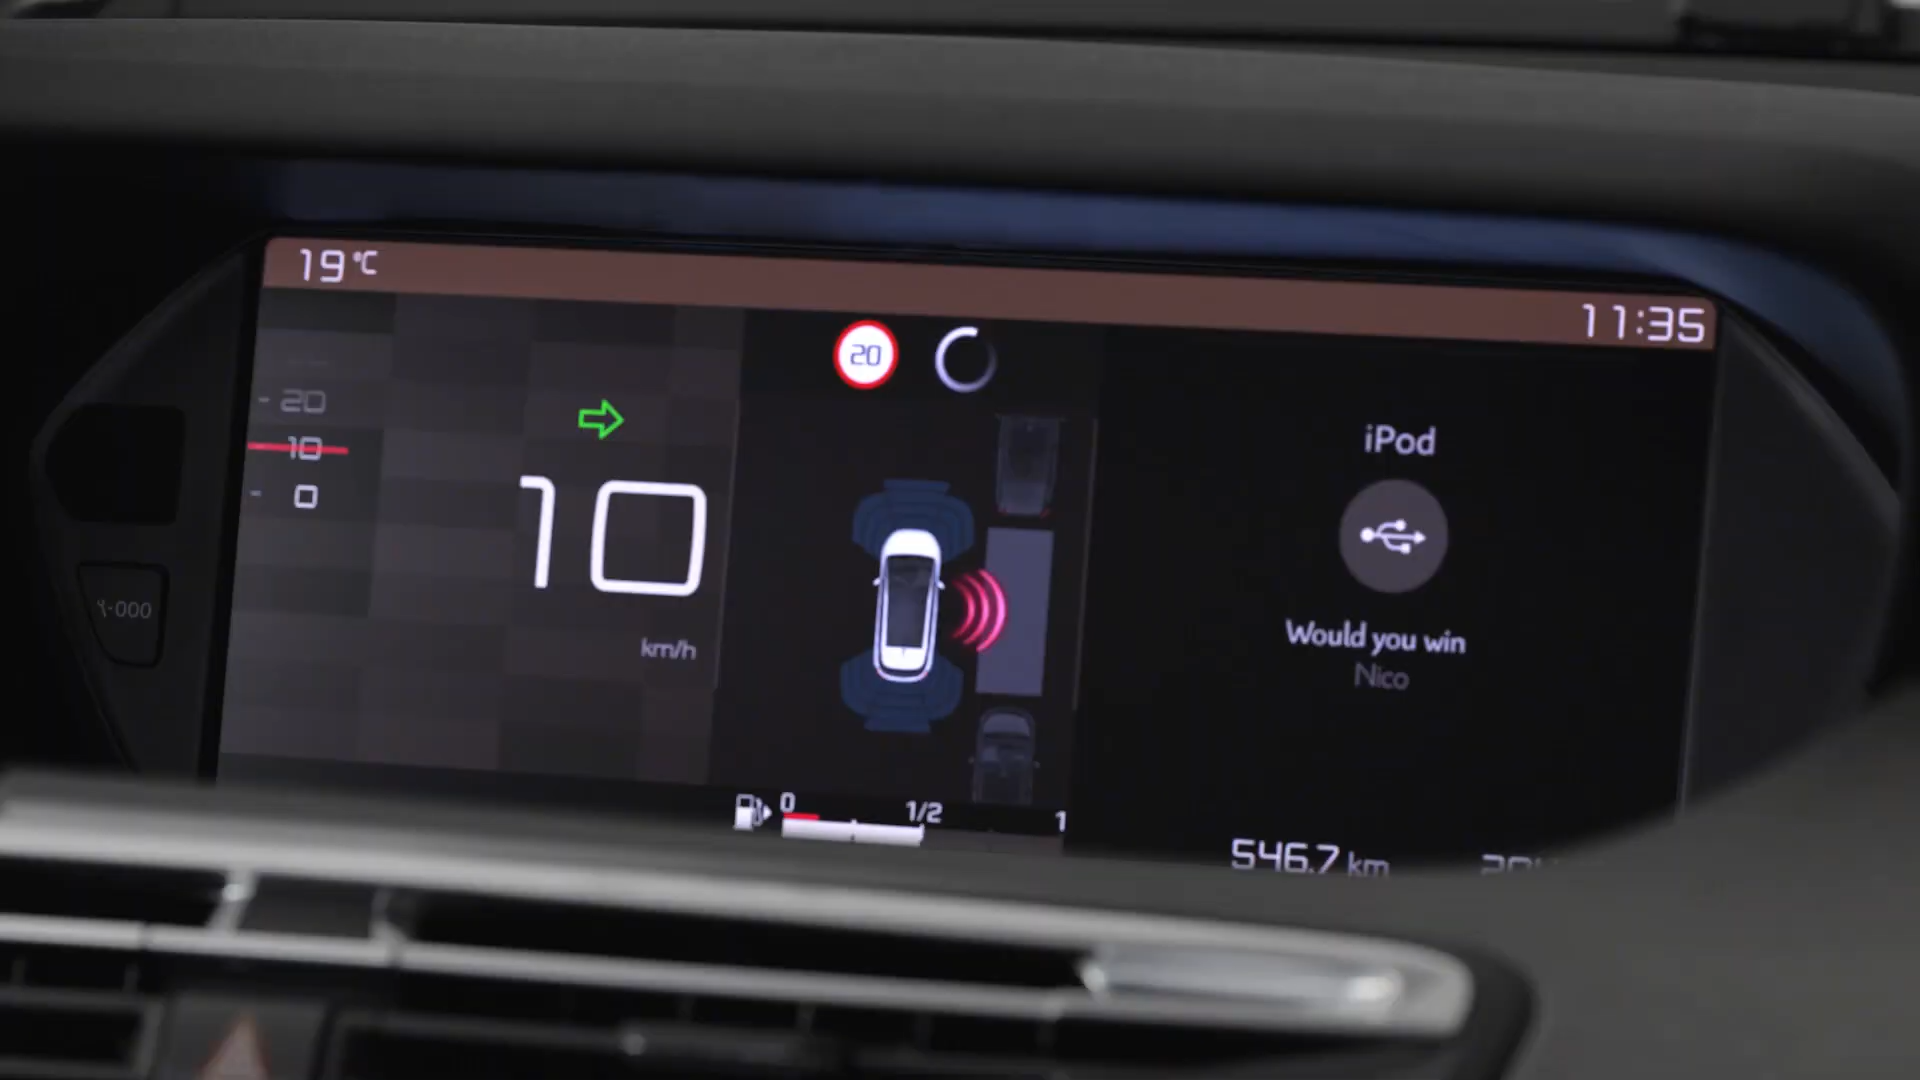 19 °C
11:35
20
- 20
10
- 0
10
km/h
iPod
Would you win
Nico
-000
0 1/2 1
546.7 km